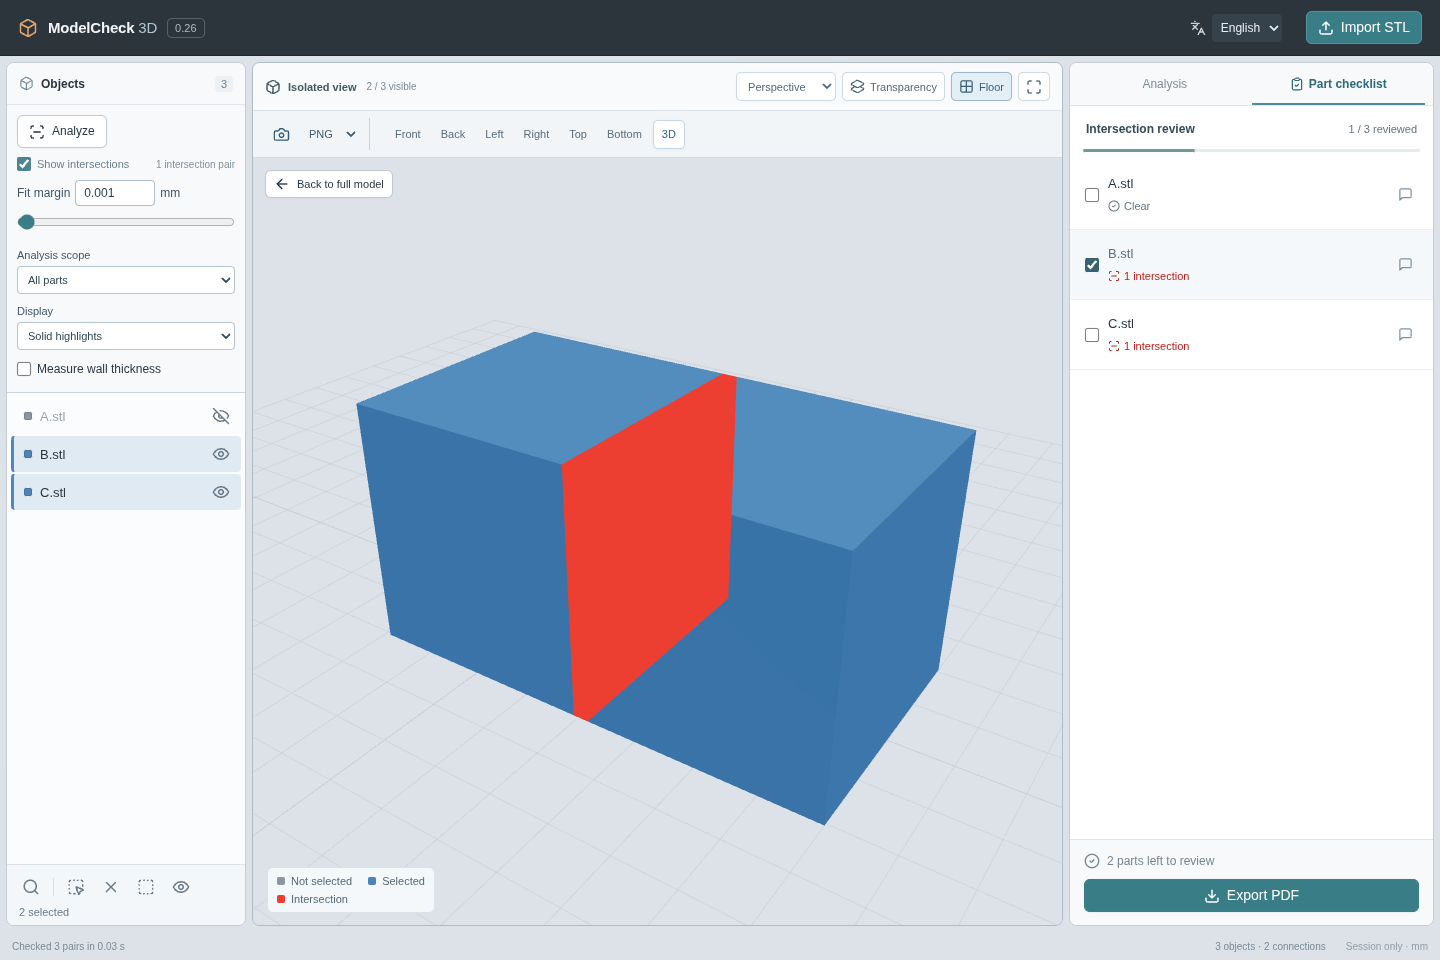 ModelCheck 3D 0.26
English
Import STL
Objects 3
Analyze
Show intersections 1 intersection pair
Fit margin 0.001 mm
Analysis scope
All parts
Display
Solid highlights
Measure wall thickness
A.stl
B.stl
C.stl
2 selected
Isolated view 2 / 3 visible
Perspective Transparency Floor
PNG Front Back Left Right Top Bottom 3D
Back to full model
Not selected Selected
Intersection
Analysis Part checklist
Intersection review 1 / 3 reviewed
A.stl
Clear
B.stl
1 intersection
C.stl
1 intersection
2 parts left to review
Export PDF
Checked 3 pairs in 0.03 s
3 objects · 2 connections Session only · mm